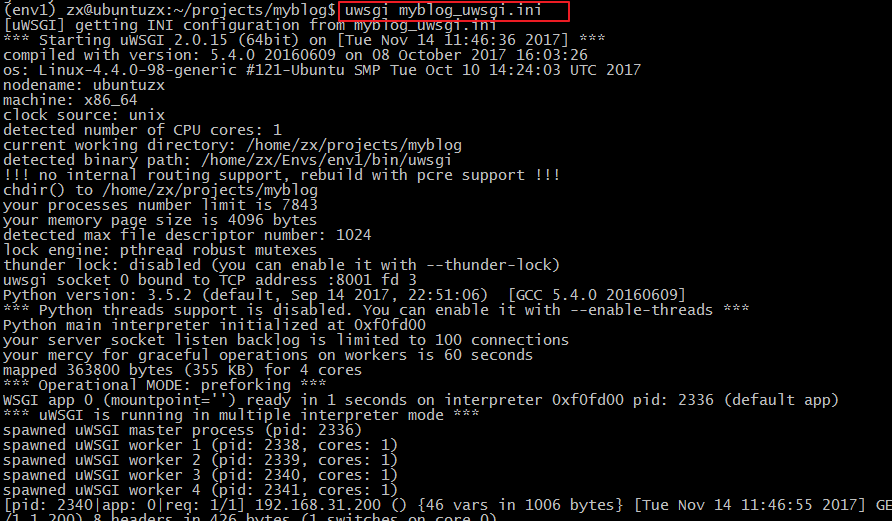 (env1) zx@ubuntuzx:~/projects/myblog$ uwsgi myblog_uwsgi.ini
[uWSGI] getting INI configuration from myblog_uwsgi.ini
*** Starting uWSGI 2.0.15 (64bit) on [Tue Nov 14 11:46:36 2017] ***
compiled with version: 5.4.0 20160609 on 08 October 2017 16:03:26
os: Linux-4.4.0-98-generic #121-Ubuntu SMP Tue Oct 10 14:24:03 UTC 2017
nodename: ubuntuzx
machine: x86_64
clock source: unix
detected number of CPU cores: 1
current working directory: /home/zx/projects/myblog
detected binary path: /home/zx/Envs/env1/bin/uwsgi
!!! no internal routing support, rebuild with pcre support !!!
chdir() to /home/zx/projects/myblog
your processes number limit is 7843
your memory page size is 4096 bytes
detected max file descriptor number: 1024
lock engine: pthread robust mutexes
thunder lock: disabled (you can enable it with --thunder-lock)
uwsgi socket 0 bound to TCP address :8001 fd 3
Python version: 3.5.2 (default, Sep 14 2017, 22:51:06)  [GCC 5.4.0 20160609]
*** Python threads support is disabled. You can enable it with --enable-threads ***
Python main interpreter initialized at 0xf0fd00
your server socket listen backlog is limited to 100 connections
your mercy for graceful operations on workers is 60 seconds
mapped 363800 bytes (355 KB) for 4 cores
*** Operational MODE: preforking ***
WSGI app 0 (mountpoint='') ready in 1 seconds on interpreter 0xf0fd00 pid: 2336 (default app)
*** uWSGI is running in multiple interpreter mode ***
spawned uWSGI master process (pid: 2336)
spawned uWSGI worker 1 (pid: 2338, cores: 1)
spawned uWSGI worker 2 (pid: 2339, cores: 1)
spawned uWSGI worker 3 (pid: 2340, cores: 1)
spawned uWSGI worker 4 (pid: 2341, cores: 1)
[pid: 2340|app: 0|req: 1/1] 192.168.31.200 () {46 vars in 1006 bytes} [Tue Nov 14 11:46:55 2017] GE
/1.1 200) 8 headers in 426 bytes (1 switches on core 0)